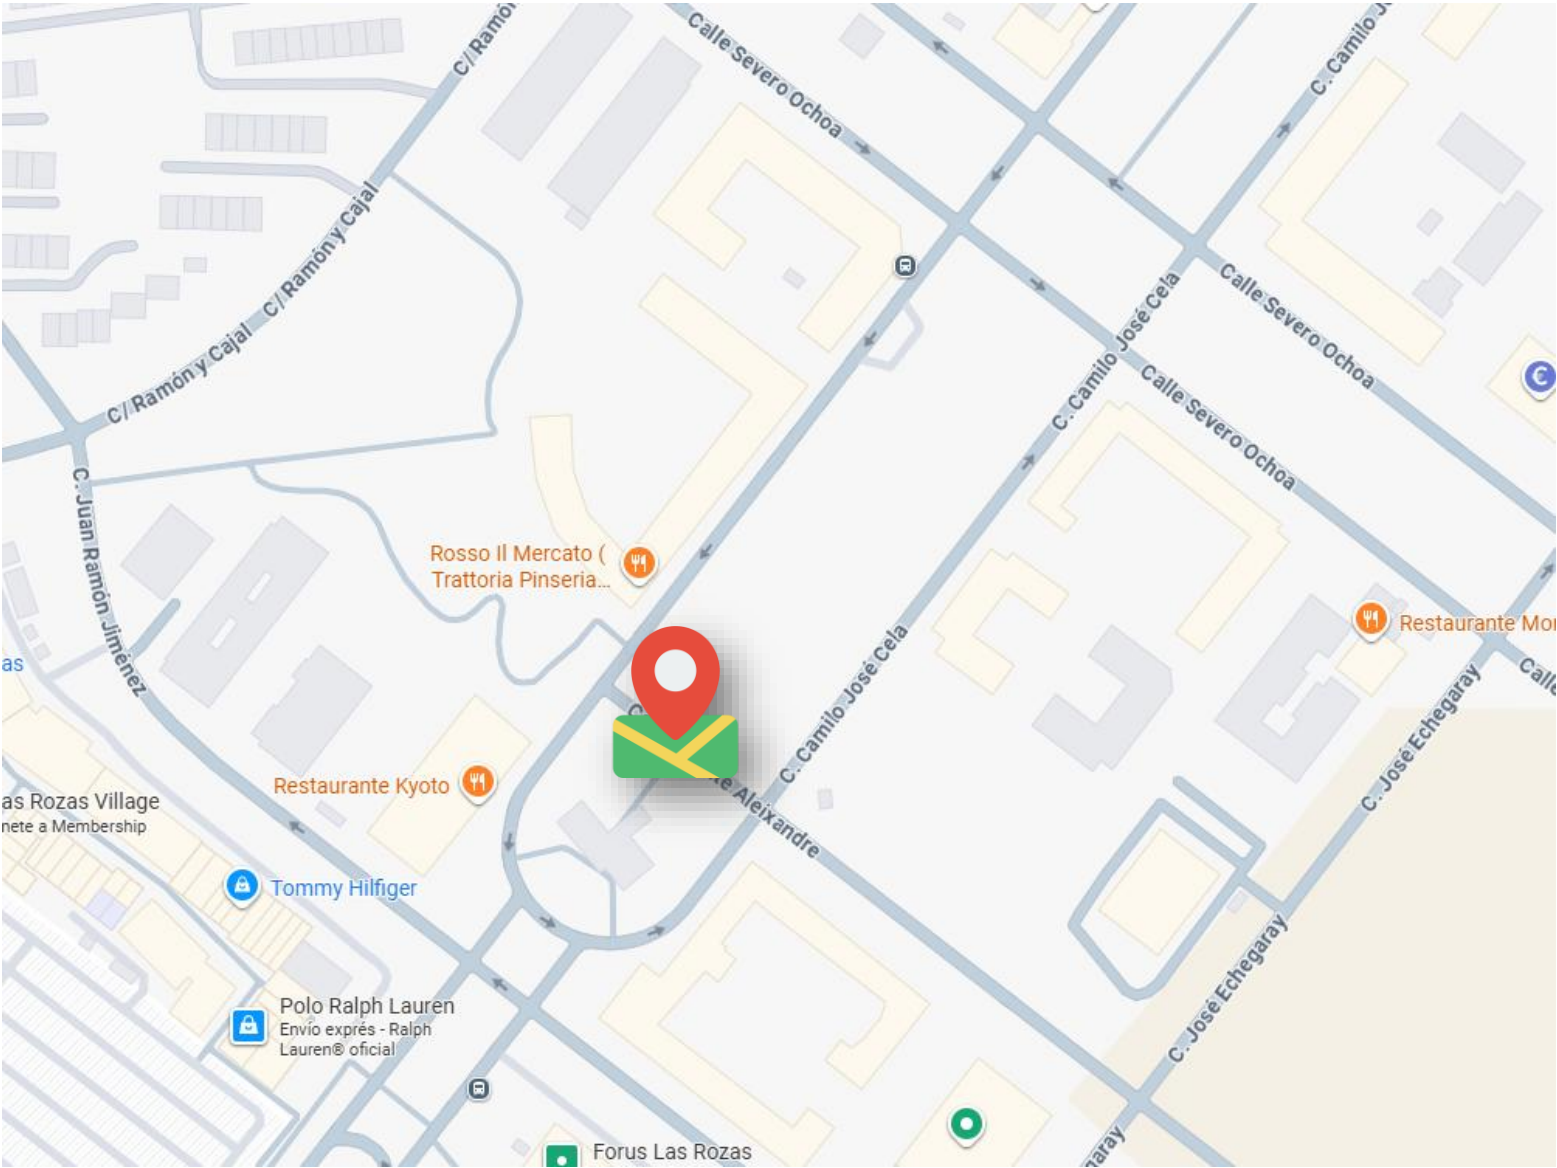 C/ Ramó
Calle Severo Ochoa
C. Camilo J
C/ Ramón y Cajal
C/ Ramón y Cajal
C. Camilo José Cela
Calle Severo Ochoa
C. Juan Ramón Jiménez
Calle Severo Ochoa
Rosso Il Mercato (
Trattoria Pinseria...
Restaurante Mo
as
C. Camilo José Cela
Calle
C. José Echegaray
Restaurante Kyoto
te Aleixandre
as Rozas Village
nete a Membership
Tommy Hilfiger
C. José Echegaray
Polo Ralph Lauren
Envío exprés - Ralph
Lauren® oficial
Forus Las Rozas
garay